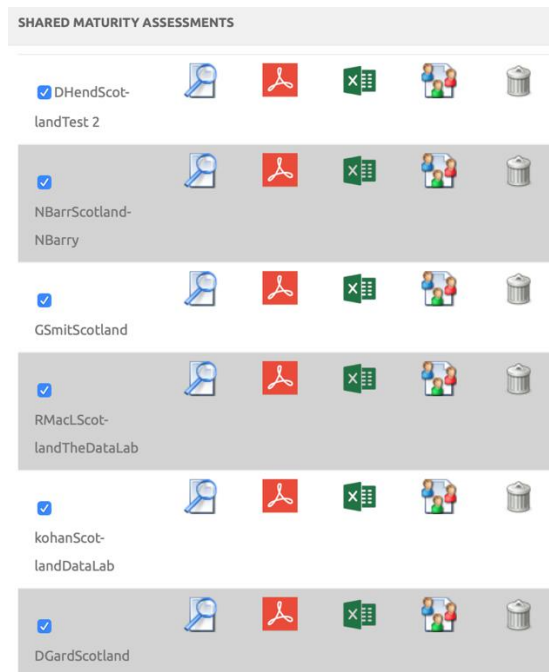 SHARED MATURITY ASSESSMENTS
DHendScot-
landTest 2
NBarrScotland-
NBarry
GSmitScotland
RMacLScot-
landTheDataLab
kohanScot-
landDataLab
DGardScotland